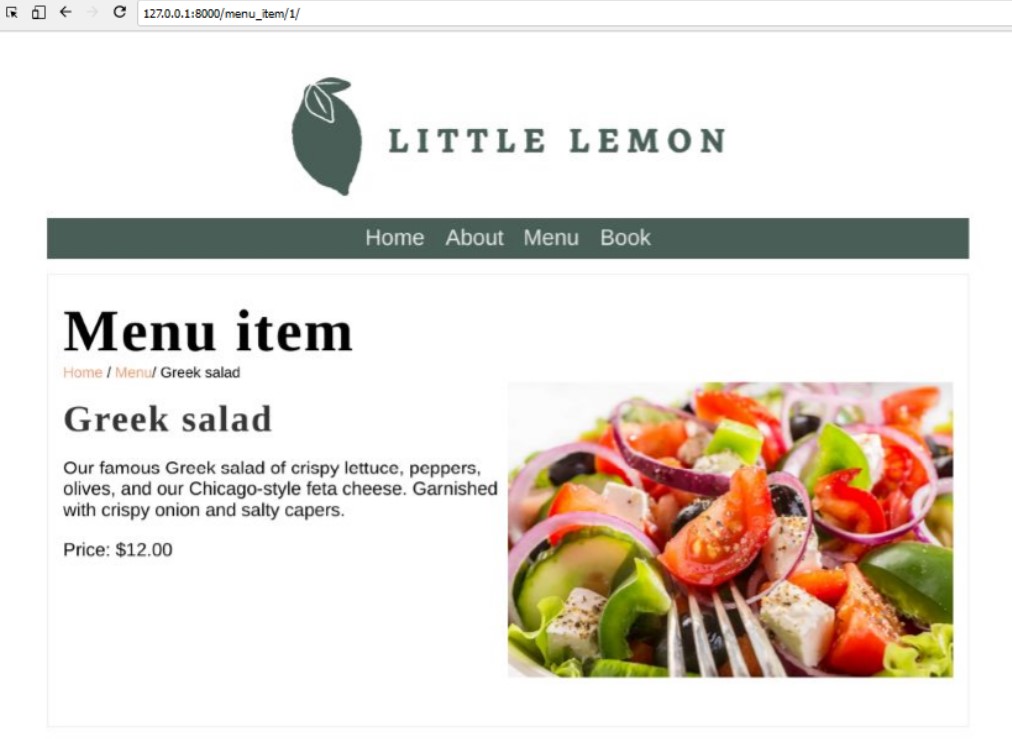 127.0.0.1:8000/menu_item/1/
LITTLE LEMON
Home About Menu Book
Menu item
Home / Menu/ Greek salad
Greek salad
Our famous Greek salad of crispy lettuce, peppers,
olives, and our Chicago-style feta cheese. Garnished
with crispy onion and salty capers.
Price: $12.00